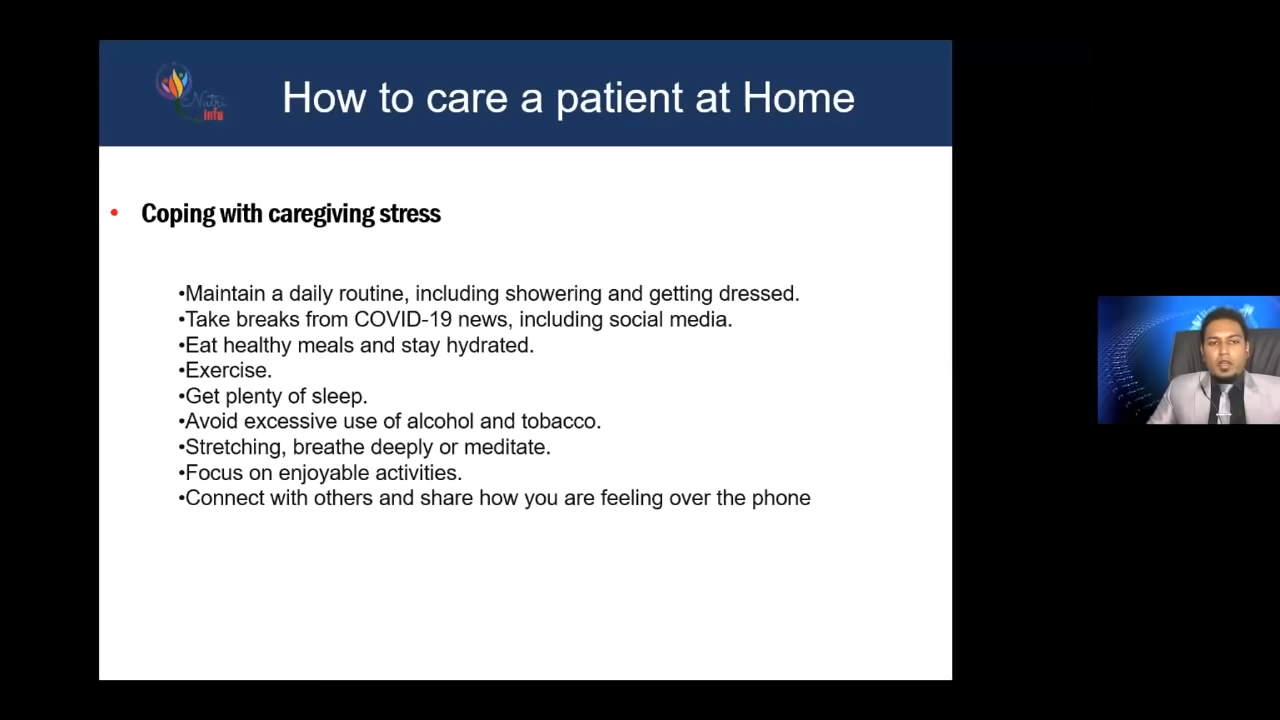 Nutri
info
How to care a patient at Home
• Coping with caregiving stress
•Maintain a daily routine, including showering and getting dressed.
•Take breaks from COVID-19 news, including social media.
•Eat healthy meals and stay hydrated.
•Exercise.
•Get plenty of sleep.
•Avoid excessive use of alcohol and tobacco.
•Stretching, breathe deeply or meditate.
•Focus on enjoyable activities.
•Connect with others and share how you are feeling over the phone